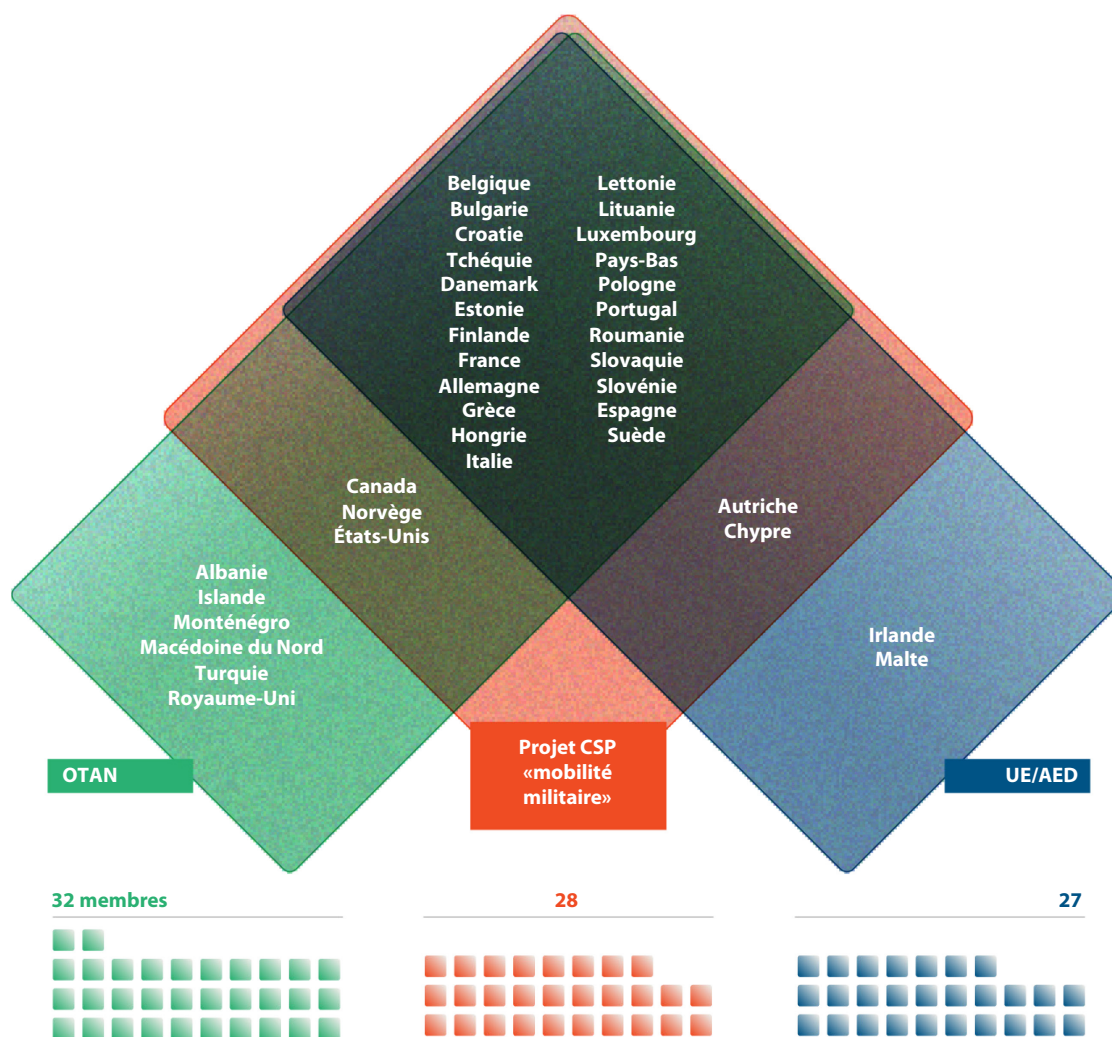 Belgique
Bulgarie
Croatie
Tchéquie
Danemark
Estonie
Finlande
France
Allemagne
Grèce
Hongrie
Italie
Lettonie
Lituanie
Luxembourg
Pays-Bas
Pologne
Portugal
Roumanie
Slovaquie
Slovénie
Espagne
Suède
Canada
Norvège
États-Unis
Autriche
Chypre
Albanie
Islande
Monténégro
Macédoine du Nord
Turquie
Royaume-Uni
Irlande
Malte
OTAN
Projet CSP
«mobilité
militaire»
UE/AED
32 membres
28
27